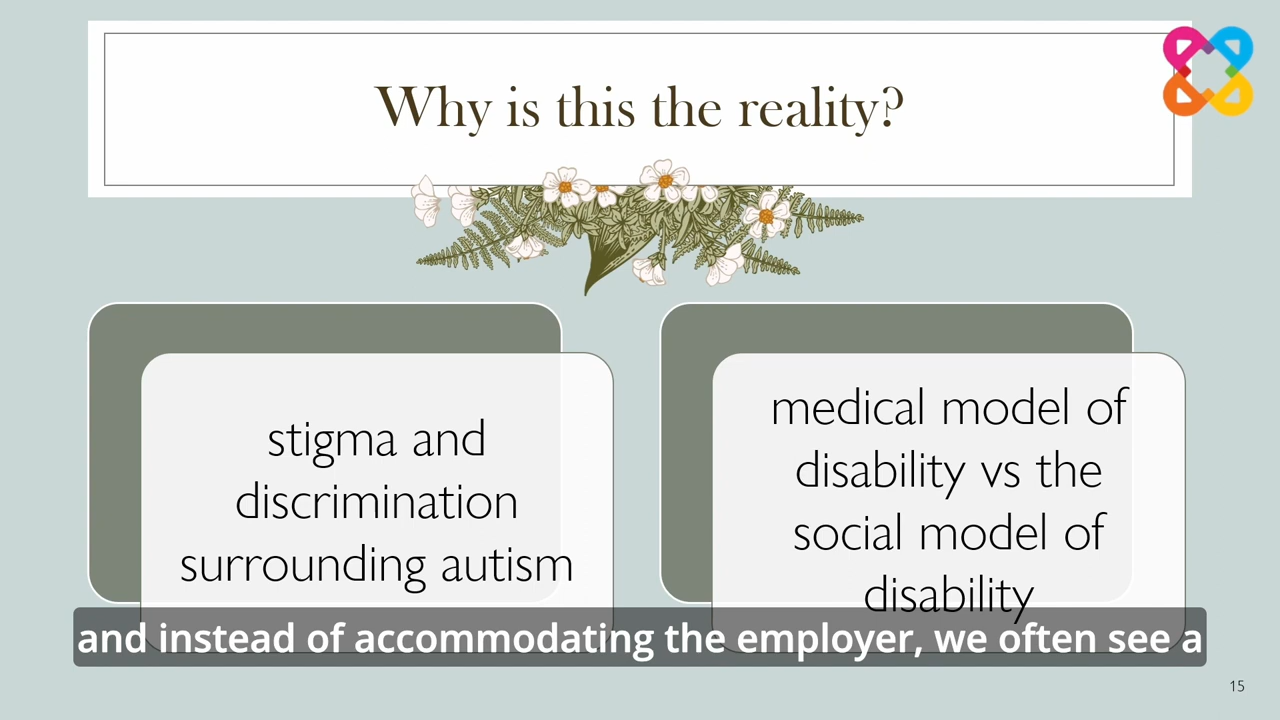 Why is this the reality?
stigma and
discrimination
surrounding autism
medical model of
disability vs the
social model of
disability
and instead of accommodating the employer, we often see a
15